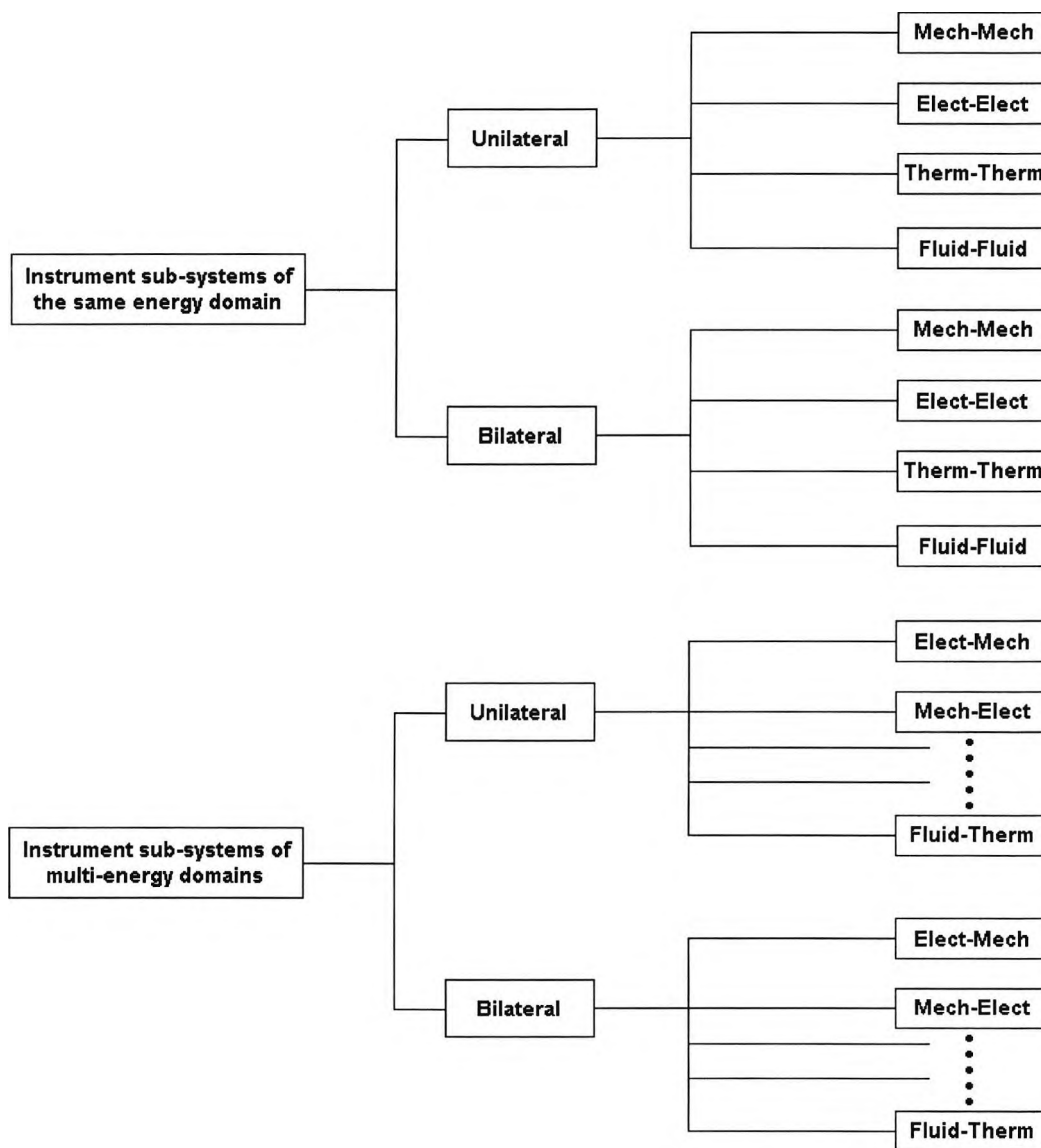 Instrument sub-systems of
the same energy domain
Unilateral
Mech-Mech
Elect-Elect
Therm-Therm
Fluid-Fluid
Bilateral
Mech-Mech
Elect-Elect
Therm-Therm
Fluid-Fluid
Instrument sub-systems of
multi-energy domains
Unilateral
Elect-Mech
Mech-Elect
Fluid-Therm
Bilateral
Elect-Mech
Mech-Elect
Fluid-Therm